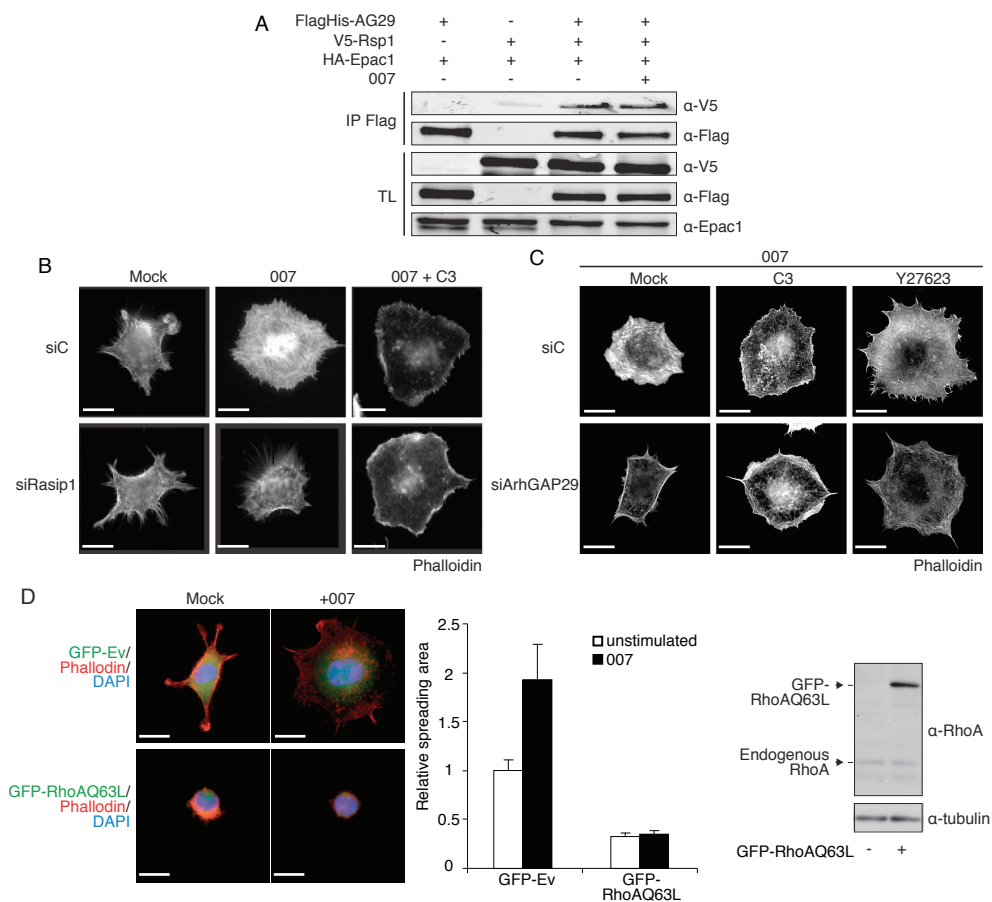 A
FlagHis-AG29 + - + +
V5-Rsp1 - + + +
HA-Epac1 + + + +
007 - - - +
IP Flag
α-V5
α-Flag
TL
α-V5
α-Flag
α-Epac1
B
Mock 007 007 + C3
siC
siRasip1
Phalloidin
C
007
Mock C3 Y27623
siC
siArhGAP29
Phalloidin
D
Mock +007
GFP-Ev/
Phallodin/
DAPI
GFP-RhoAQ63L/
Phallodin/
DAPI
Relative spreading area
2.5
2
1.5
1
0.5
0
unstimulated
007
GFP-Ev GFP-
RhoAQ63L
GFP-
RhoAQ63L
Endogenous
RhoA
α-RhoA
α-tubulin
GFP-RhoAQ63L - +